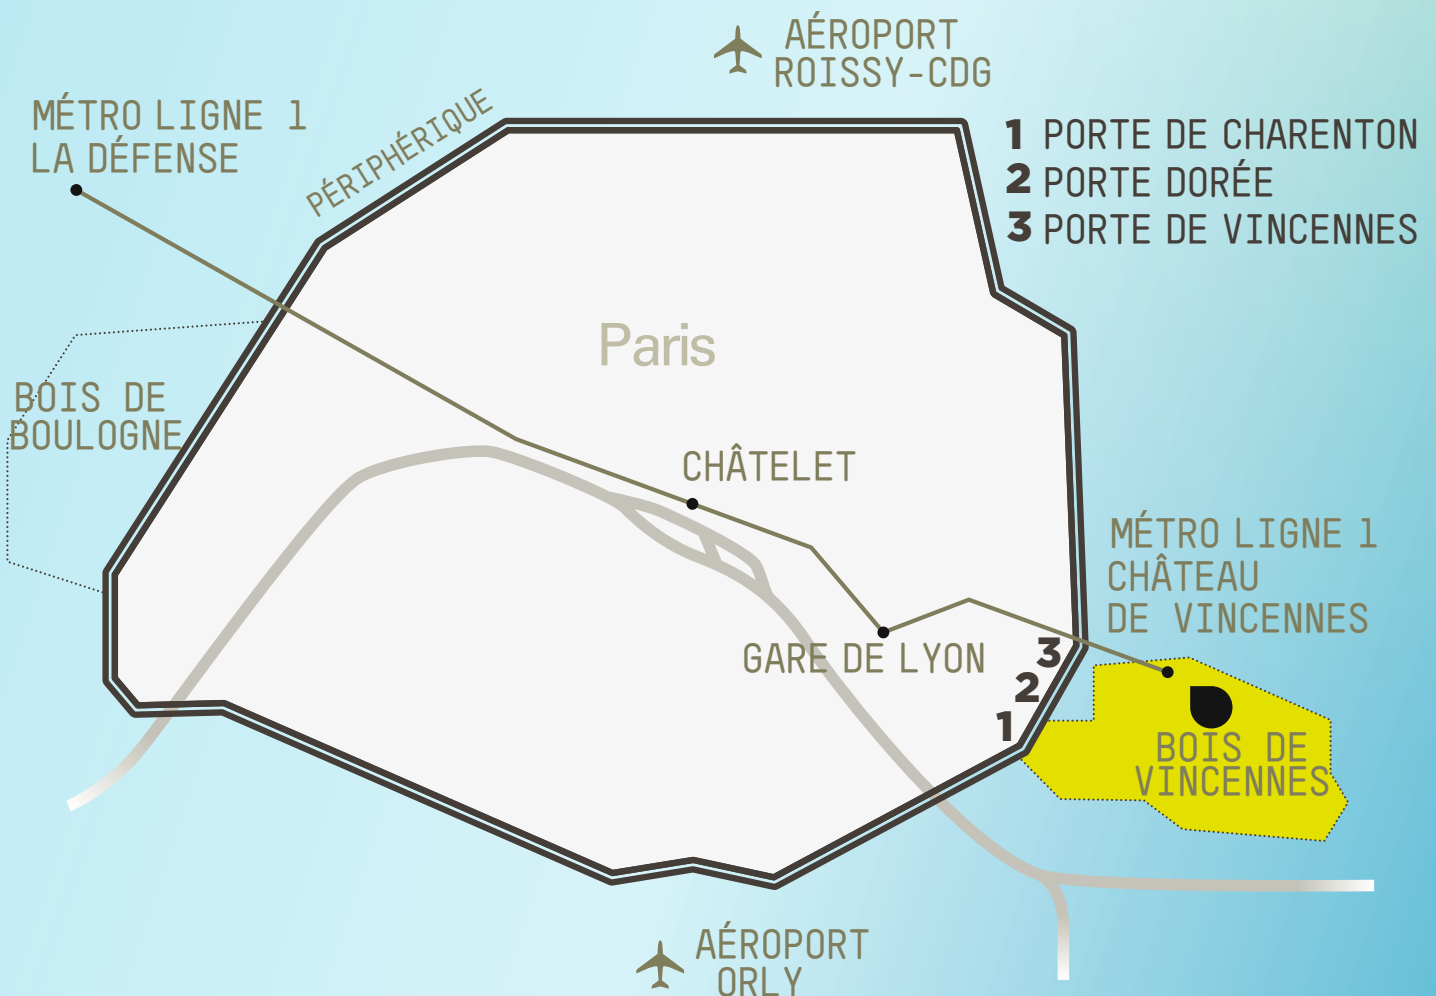 AÉROPORT
ROISSY-CDG
MÉTRO LIGNE 1
LA DÉFENSE
PÉRIPHÉRIQUE
1 PORTE DE CHARENTON
2 PORTE DORÉE
3 PORTE DE VINCENNES
Paris
BOIS DE
BOULOGNE
CHÂTELET
MÉTRO LIGNE 1
CHÂTEAU
DE VINCENNES
GARE DE LYON
3
2
1
BOIS DE
VINCENNES
AÉROPORT
ORLY